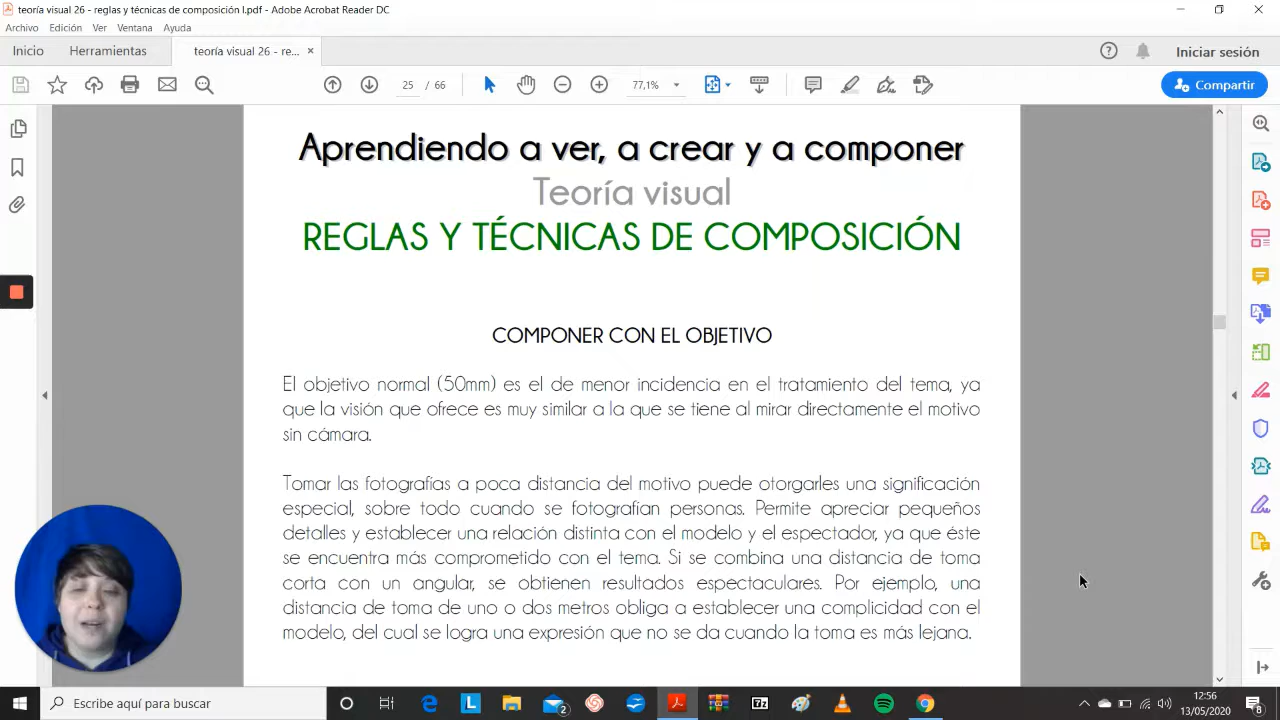 teoría visual 26 - reglas y técnicas de composición I.pdf - Adobe Acrobat Reader DC
Archivo Edición Ver Ventana Ayuda
Inicio Herramientas teoría visual 26 - re... × Iniciar sesión
25 / 66 77,1% Compartir
Aprendiendo a ver, a crear y a componer
Teoría visual
REGLAS Y TÉCNICAS DE COMPOSICIÓN
COMPONER CON EL OBJETIVO
El objetivo normal (50mm) es el de menor incidencia en el tratamiento del tema, ya
que la visión que ofrece es muy similar a la que se tiene al mirar directamente el motivo
sin cámara.
Tomar las fotografías a poca distancia del motivo puede otorgarles una significación
especial, sobre todo cuando se fotografían personas. Permite apreciar pequeños
detalles y establecer una relación distinta con el modelo y el espectador, ya que éste
se encuentra más comprometido con el tema. Si se combina una distancia de toma
corta con un angular, se obtienen resultados espectaculares. Por ejemplo, una
distancia de toma de uno o dos metros obliga a establecer una complicidad con el
modelo, del cual se logra una expresión que no se da cuando la toma es más lejana.
Escribe aquí para buscar
12:56
13/05/2020